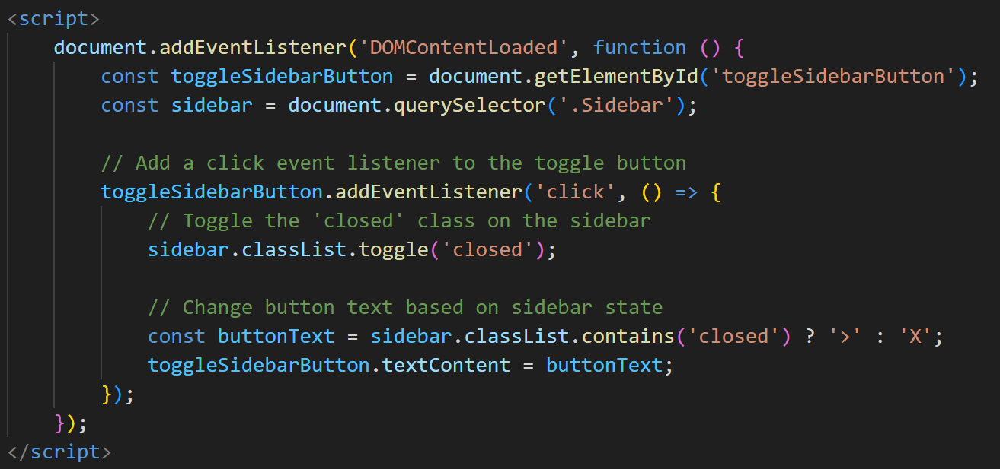 <script>
    document.addEventListener('DOMContentLoaded', function () {
        const toggleSidebarButton = document.getElementById('toggleSidebarButton');
        const sidebar = document.querySelector('.Sidebar');

        // Add a click event listener to the toggle button
        toggleSidebarButton.addEventListener('click', () => {
            // Toggle the 'closed' class on the sidebar
            sidebar.classList.toggle('closed');

            // Change button text based on sidebar state
            const buttonText = sidebar.classList.contains('closed') ? '>' : 'X';
            toggleSidebarButton.textContent = buttonText;
        });
    });
</script>